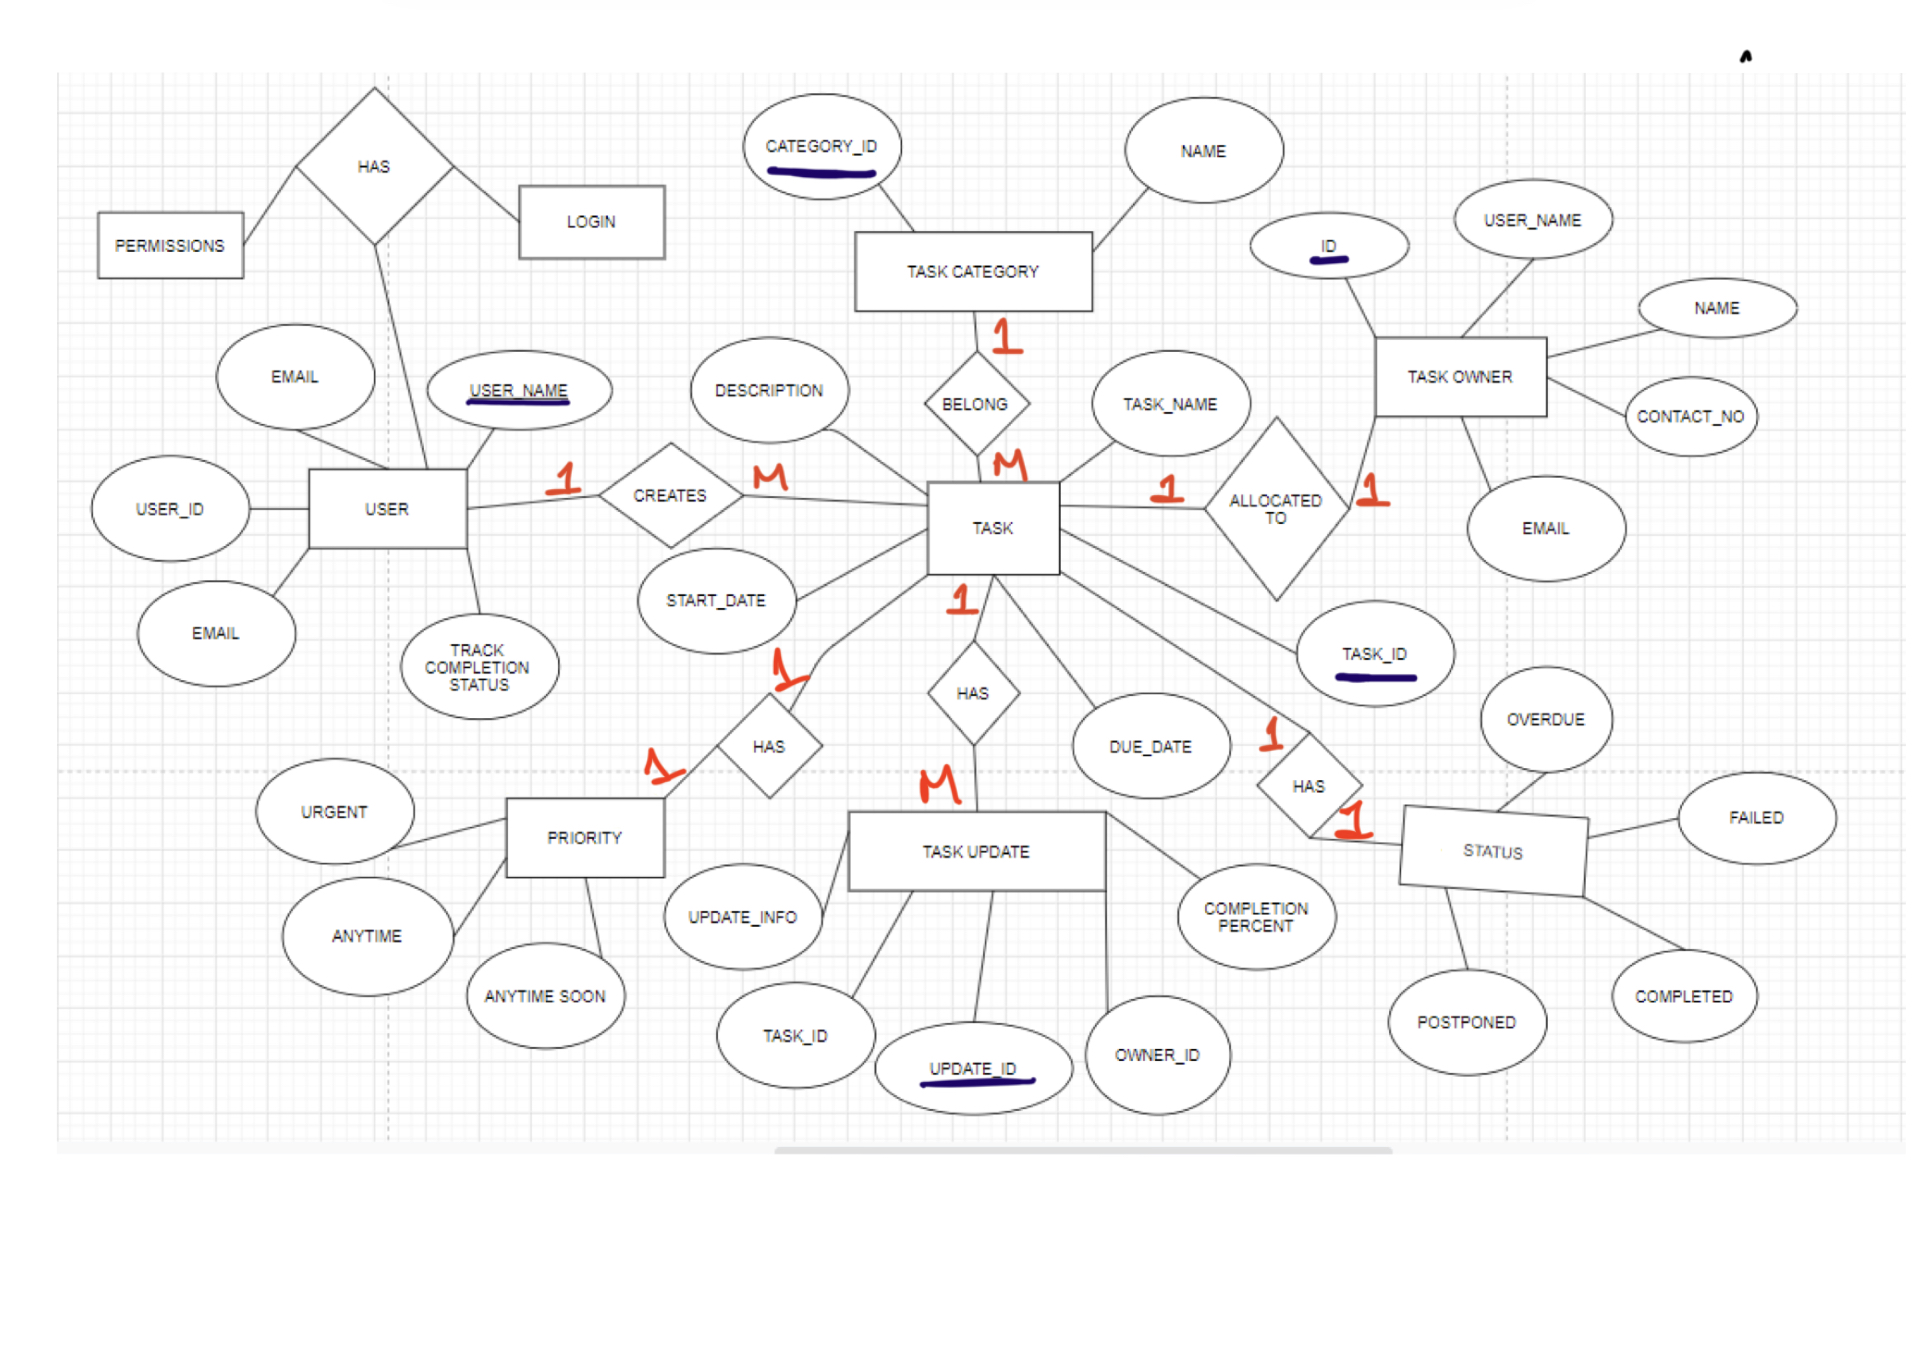 HAS
CATEGORY_ID
NAME
PERMISSIONS
LOGIN
TASK CATEGORY
ID
USER_NAME
NAME
1
EMAIL
USER_NAME
DESCRIPTION
BELONG
TASK_NAME
TASK OWNER
CONTACT_NO
USER_ID
USER
1
CREATES
M
M
TASK
1
ALLOCATED
TO
1
EMAIL
EMAIL
TRACK
COMPLETION
STATUS
START_DATE
1
TASK_ID
1
HAS
1
HAS
DUE_DATE
1
HAS
1
OVERDUE
URGENT
PRIORITY
M
TASK UPDATE
STATUS
FAILED
ANYTIME
ANYTIME SOON
UPDATE_INFO
COMPLETION
PERCENT
TASK_ID
UPDATE_ID
OWNER_ID
POSTPONED
COMPLETED